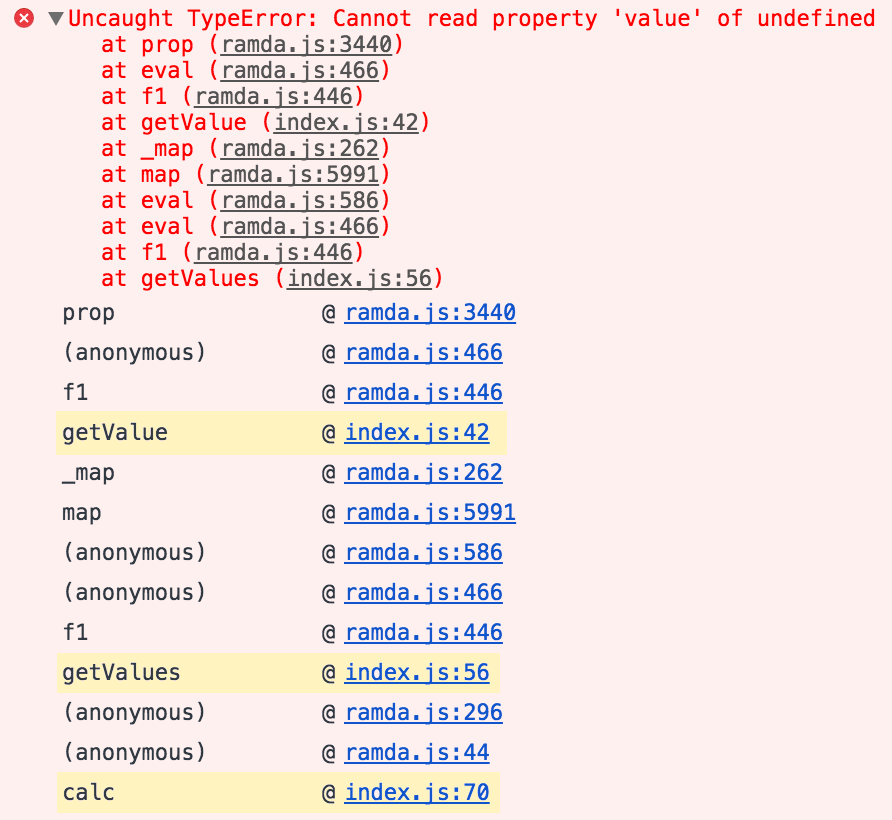 Uncaught TypeError: Cannot read property 'value' of undefined
at prop (ramda.js:3440)
at eval (ramda.js:466)
at f1 (ramda.js:446)
at getValue (index.js:42)
at _map (ramda.js:262)
at map (ramda.js:5991)
at eval (ramda.js:586)
at eval (ramda.js:466)
at f1 (ramda.js:446)
at getValues (index.js:56)
prop @ ramda.js:3440
(anonymous) @ ramda.js:466
f1 @ ramda.js:446
getValue @ index.js:42
_map @ ramda.js:262
map @ ramda.js:5991
(anonymous) @ ramda.js:586
(anonymous) @ ramda.js:466
f1 @ ramda.js:446
getValues @ index.js:56
(anonymous) @ ramda.js:296
(anonymous) @ ramda.js:44
calc @ index.js:70